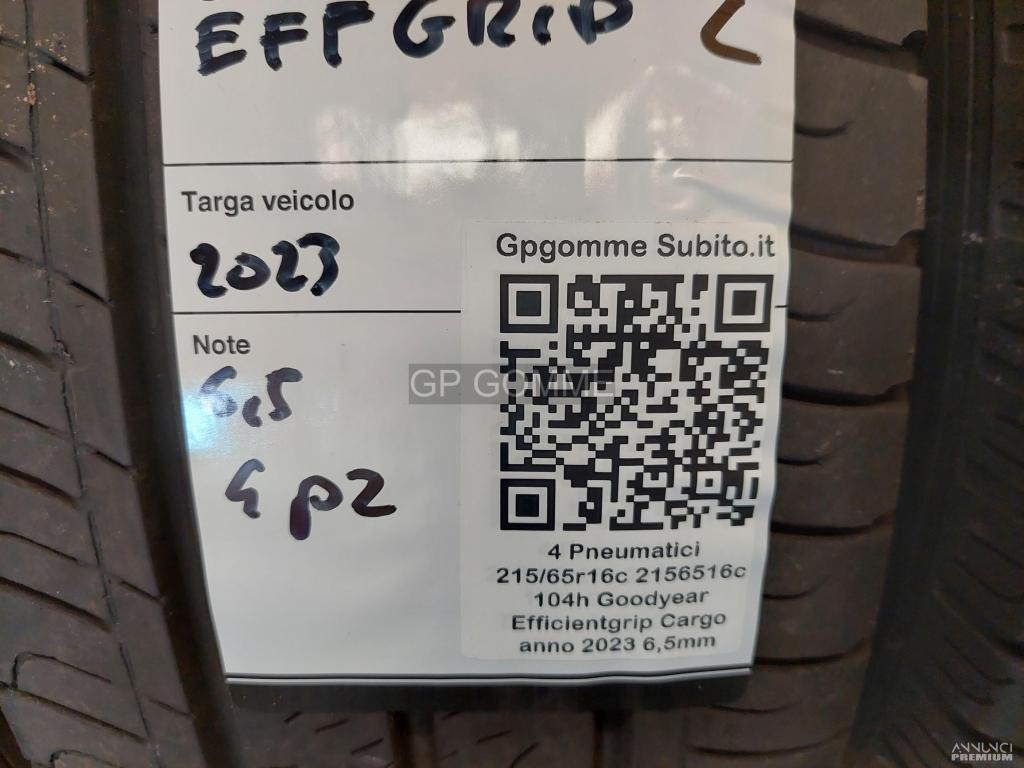 EFFGRIP C
Targa veicolo
2023
Note
6,5
4 pz
Gpgomme Subito.it
GP GOMME
4 Pneumatici
215/65r16c 2156516c
104h Goodyear
Efficientgrip Cargo
anno 2023 6,5mm
ANNUNCI
PREMIUM